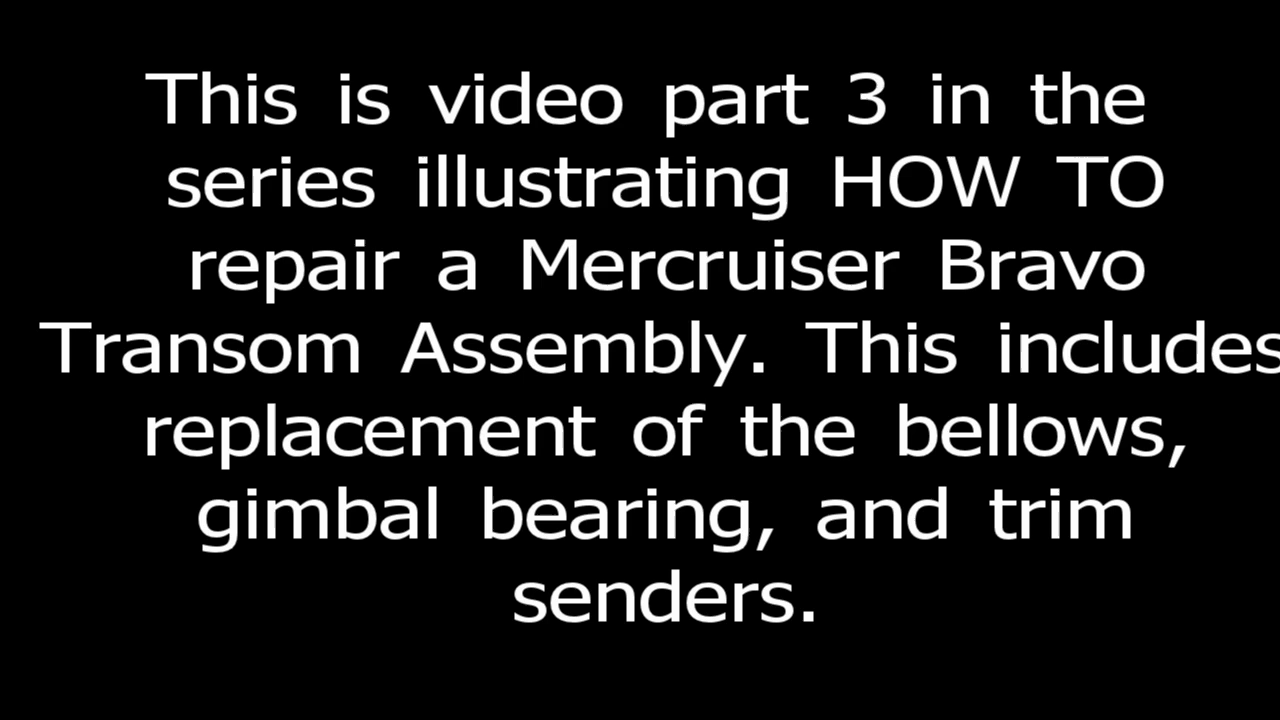 This is video part 3 in the
series illustrating HOW TO
repair a Mercruiser Bravo
Transom Assembly. This includes
replacement of the bellows,
gimbal bearing, and trim
senders.